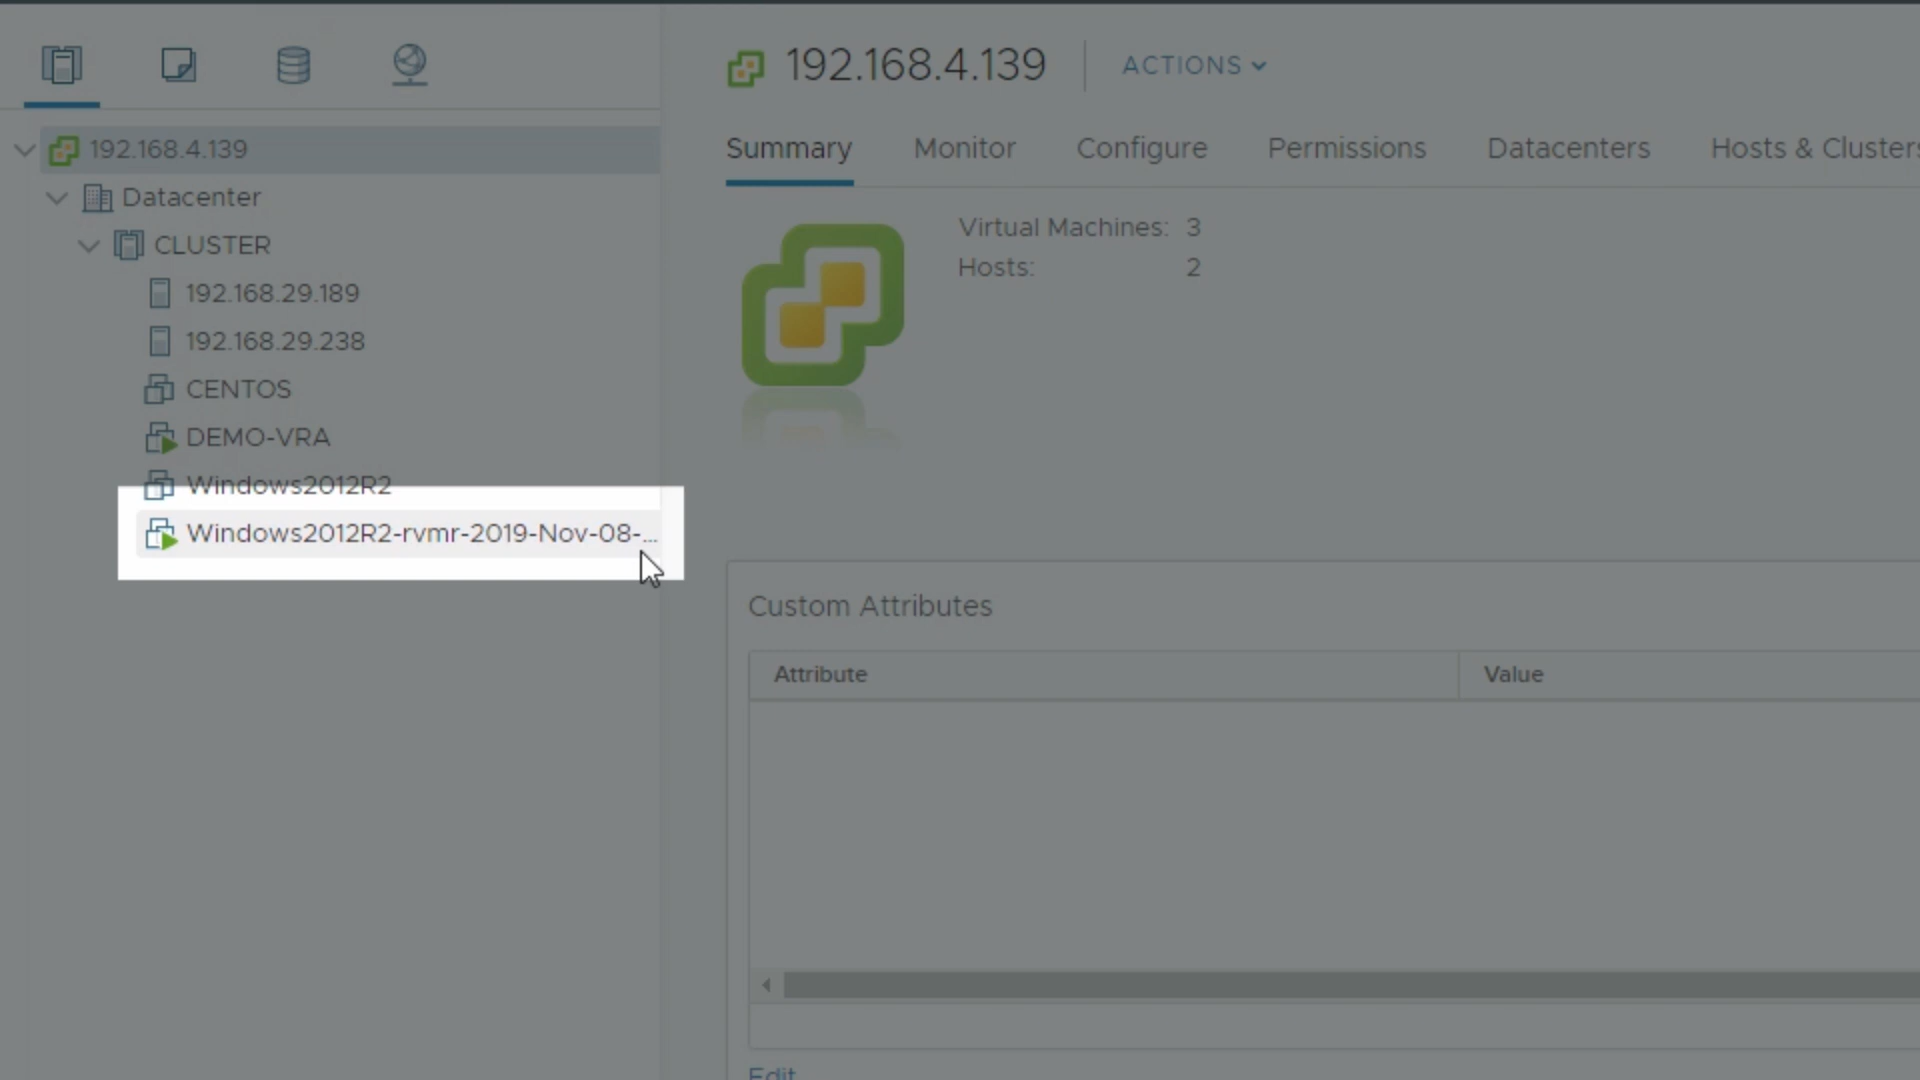 192.168.4.139
Datacenter
CLUSTER
192.168.29.189
192.168.29.238
CENTOS
DEMO-VRA
Windows2012R2
Windows2012R2-rvmr-2019-Nov-08-...
192.168.4.139
ACTIONS
Summary Monitor Configure Permissions Datacenters Hosts & Clusters
Virtual Machines: 3
Hosts: 2
Custom Attributes
Attribute Value
Edit...